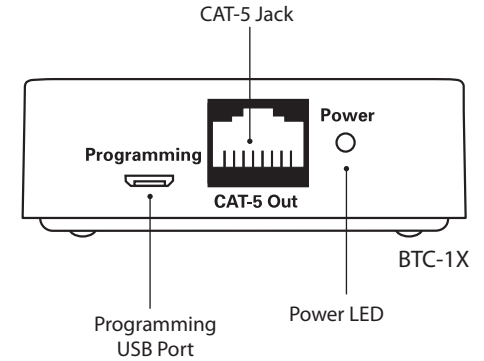 CAT-5 Jack
Power
Programming
CAT-5 Out
BTC-1X
Power LED
Programming
USB Port